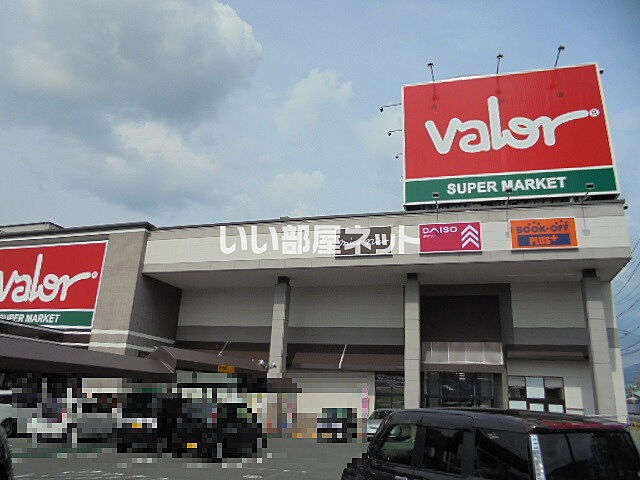 valor®
SUPER MARKET
いい部屋ネット
DAISO
BOOK-OFF
PLUS+
valor®
SUPER MARKET